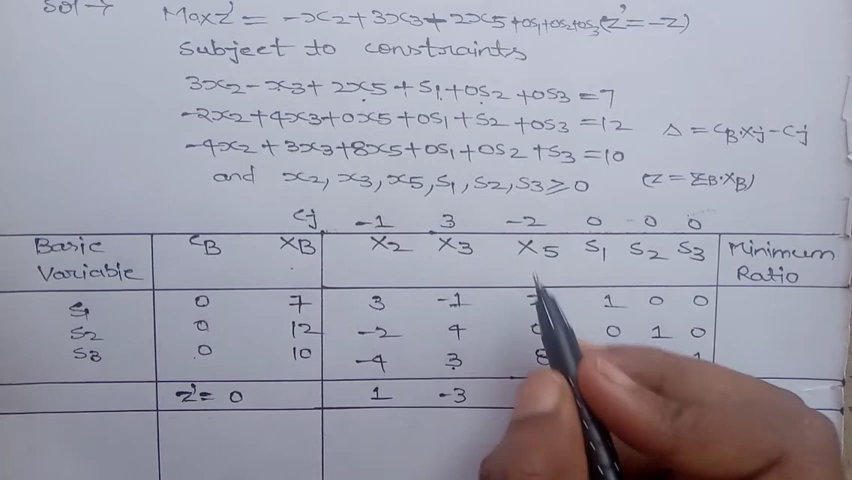 Sol →
Max Z' = -x2 + 3x3 - 2x5 + 0s1 + 0s2 + 0s3 (Z' = -Z)
Subject to constraints
3x2 - x3 + 2x5 + s1 + 0s2 + 0s3 = 7
-2x2 + 4x3 + 0x5 + 0s1 + s2 + 0s3 = 12
Δ = CB.Xj - Cj
-4x2 + 3x3 + 8x5 + 0s1 + 0s2 + s3 = 10
and x2, x3, x5, s1, s2, s3 ≥ 0
(Z = ΣCB.XB)
Cj -1 3 -2 0 0 0
Basic Variable CB XB X2 X3 X5 S1 S2 S3 Minimum Ratio
S1 0 7 3 -1 1 0 0
S2 0 12 -2 4 0 0 1 0
S3 0 10 -4 3 8 1
Z' = 0 1 -3